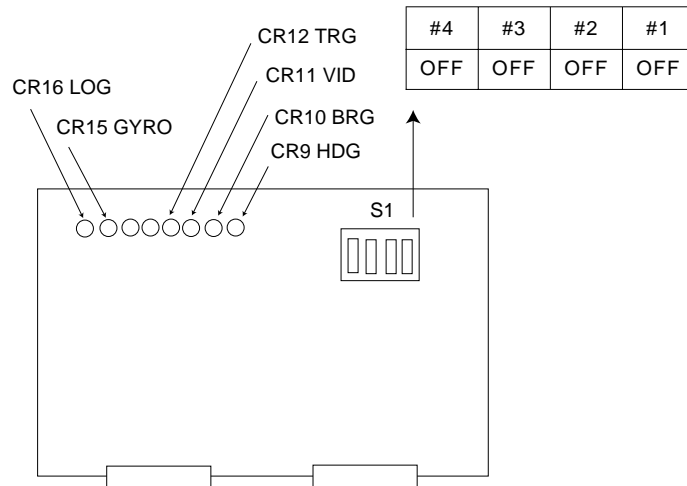 CR12 TRG
CR11 VID
CR16 LOG
CR10 BRG
CR15 GYRO
CR9 HDG
#4 #3 #2 #1
OFF OFF OFF OFF
S1